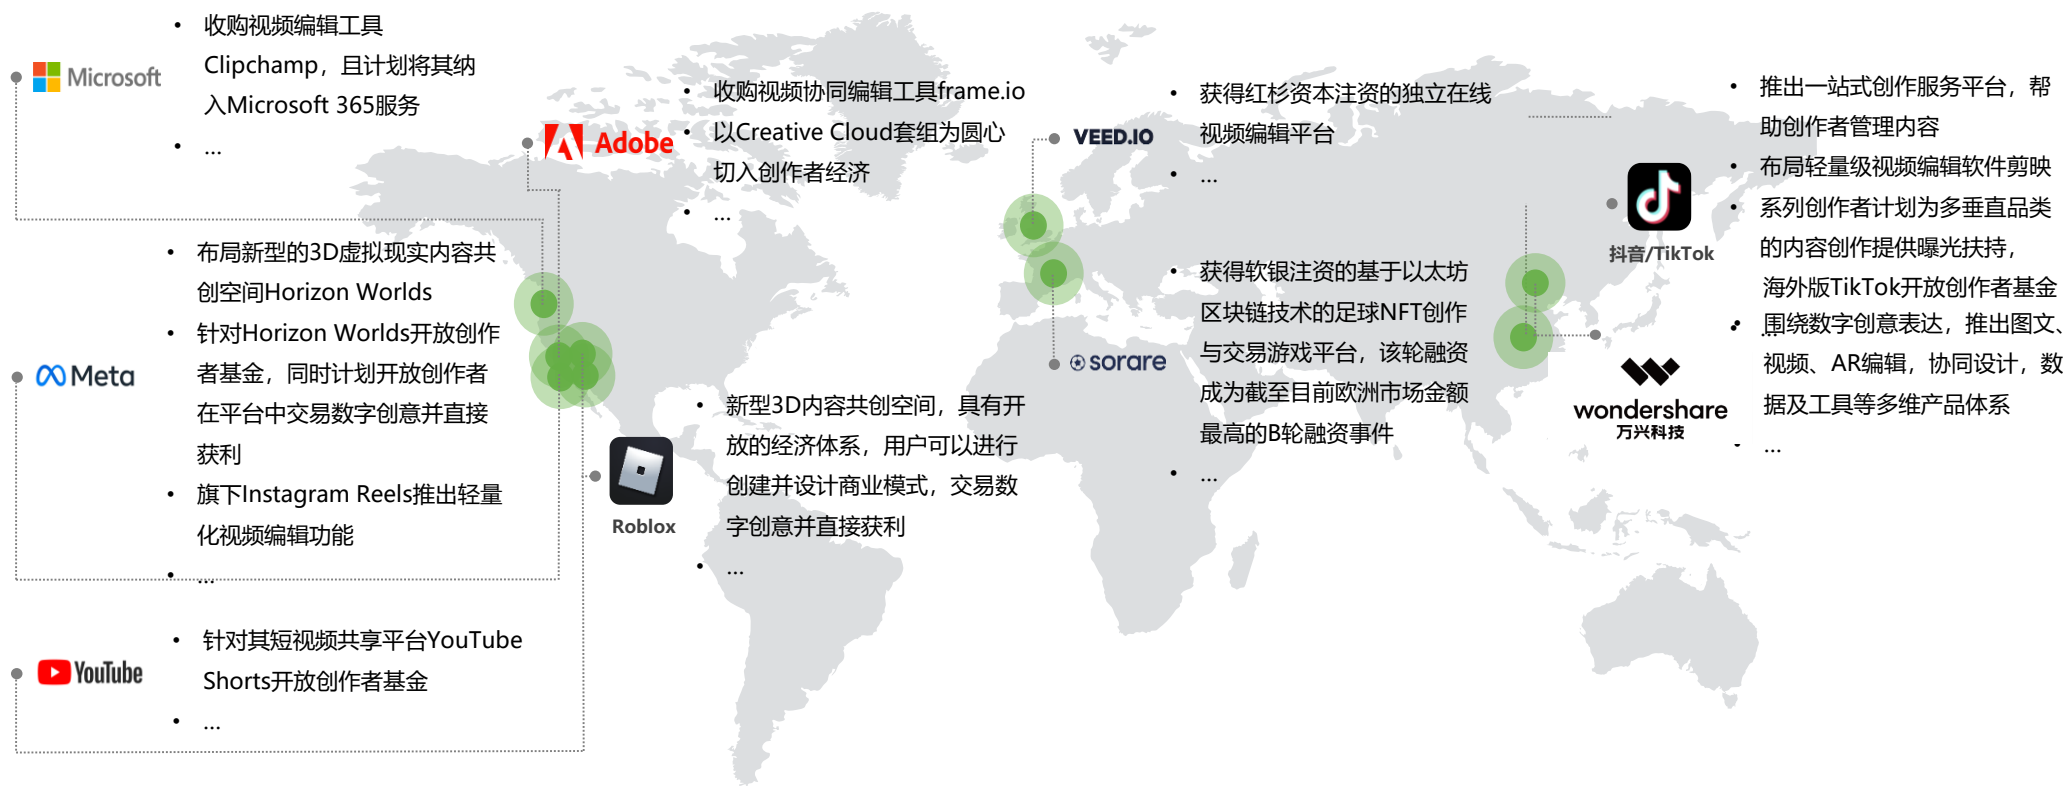 Microsoft
• 收购视频编辑工具
Clipchamp，且计划将其纳
入Microsoft 365服务
• ...
Adobe
• 收购视频协同编辑工具frame.io
• 以Creative Cloud套组为圆心
切入创作者经济
• ...
VEED.IO
• 获得红杉资本注资的独立在线
视频编辑平台
• ...
抖音/TikTok
• 推出一站式创作服务平台，帮
助创作者管理内容
• 布局轻量级视频编辑软件剪映
• 系列创作者计划为多垂直品类
的内容创作提供曝光扶持，
海外版TikTok开放创作者基金
• ...
Meta
• 布局新型的3D虚拟现实内容共
创空间Horizon Worlds
• 针对Horizon Worlds开放创作
者基金，同时计划开放创作者
在平台中交易数字创意并直接
获利
• 旗下Instagram Reels推出轻量
化视频编辑功能
• ...
Roblox
• 新型3D内容共创空间，具有开
放的经济体系，用户可以进行
创建并设计商业模式，交易数
字创意并直接获利
• ...
sorare
• 获得软银注资的基于以太坊
区块链技术的足球NFT创作
与交易游戏平台，该轮融资
成为截至目前欧洲市场金额
最高的B轮融资事件
• ...
wondershare
万兴科技
• 围绕数字创意表达，推出图文、
视频、AR编辑，协同设计，数
据及工具等多维产品体系
• ...
YouTube
• 针对其短视频共享平台YouTube
Shorts开放创作者基金
• ...